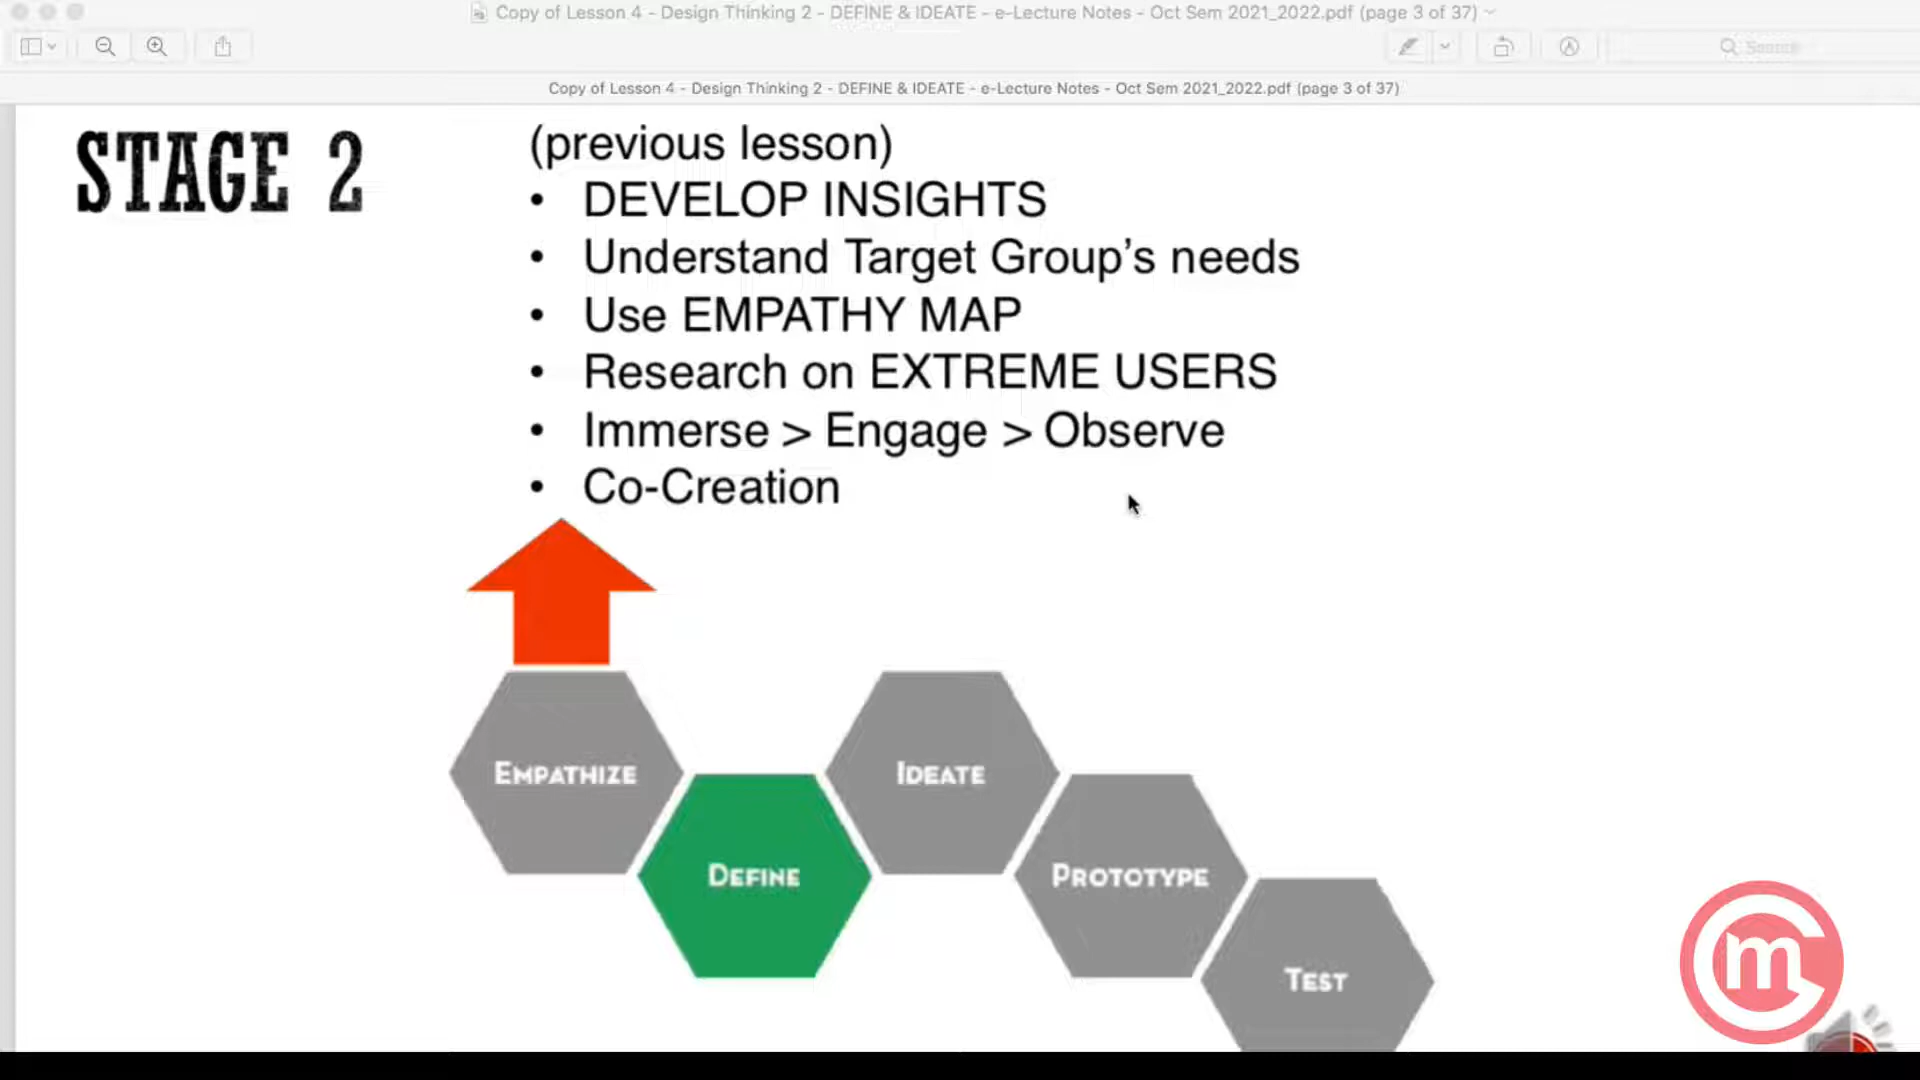 Copy of Lesson 4 - Design Thinking 2 - DEFINE & IDEATE - e-Lecture Notes - Oct Sem 2021_2022.pdf (page 3 of 37)
Search
Copy of Lesson 4 - Design Thinking 2 - DEFINE & IDEATE - e-Lecture Notes - Oct Sem 2021_2022.pdf (page 3 of 37)
STAGE 2
(previous lesson)
• DEVELOP INSIGHTS
• Understand Target Group’s needs
• Use EMPATHY MAP
• Research on EXTREME USERS
• Immerse > Engage > Observe
• Co-Creation
EMPATHIZE
DEFINE
IDEATE
PROTOTYPE
TEST
m